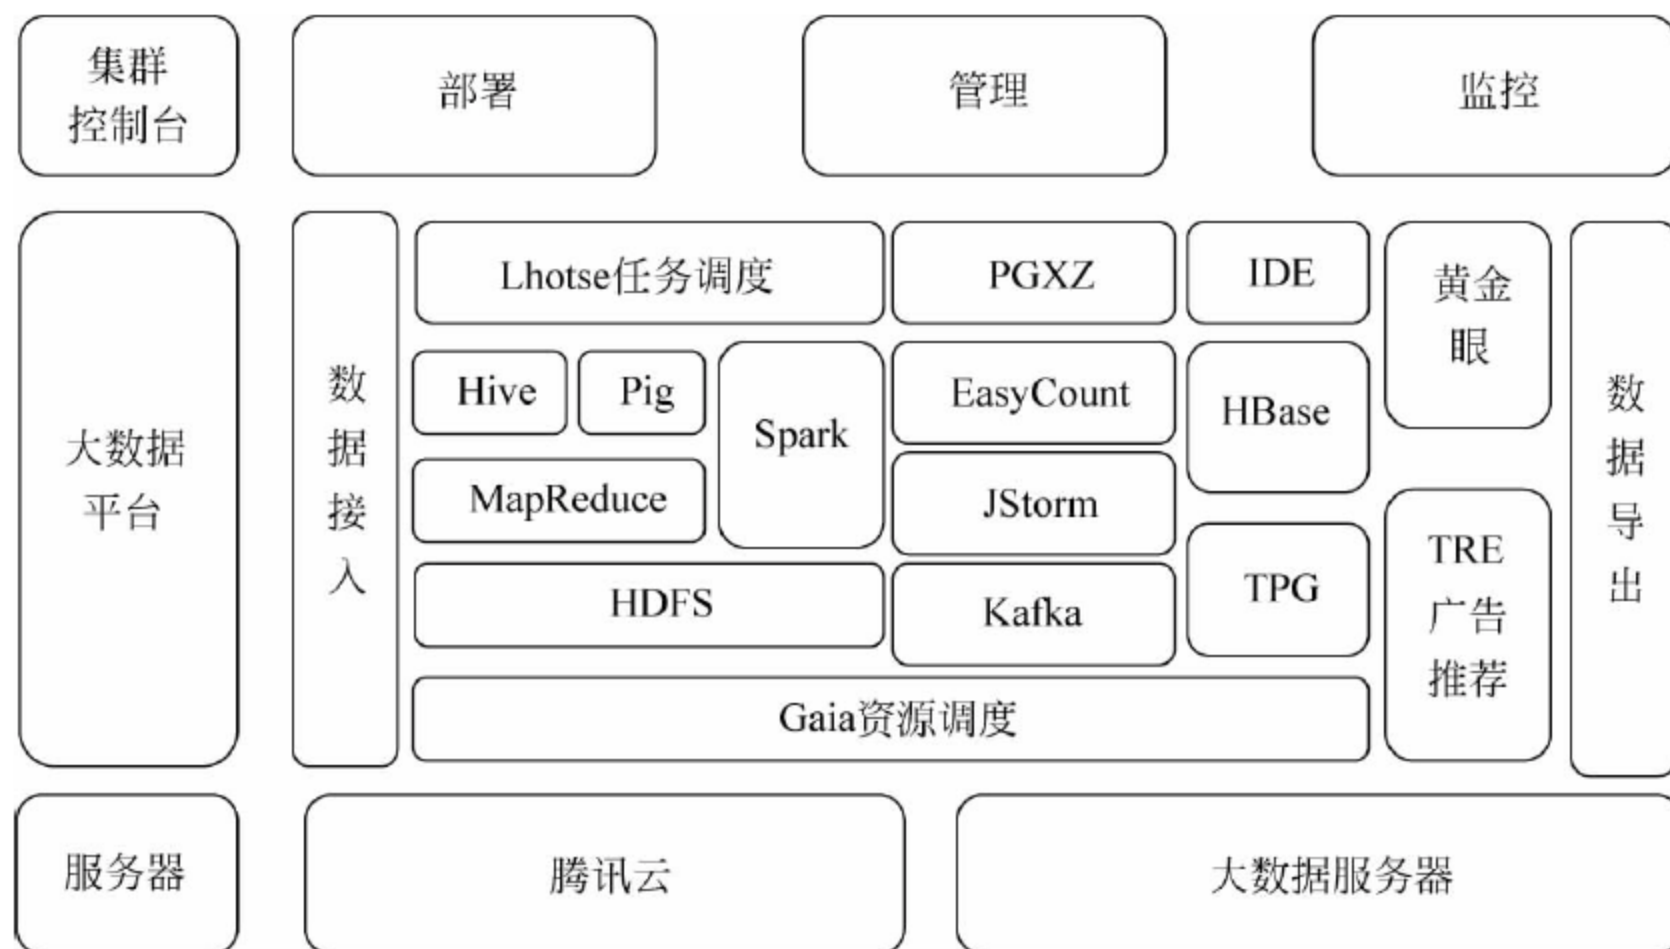 集群
控制台
部署
管理
监控
大数据
平台
数
据
接
入
Lhotse任务调度
PGXZ
IDE
黄金
眼
Hive
Pig
Spark
EasyCount
HBase
MapReduce
JStorm
HDFS
Kafka
TPG
TRE
广告
推荐
Gaia资源调度
数
据
导
出
服务器
腾讯云
大数据服务器